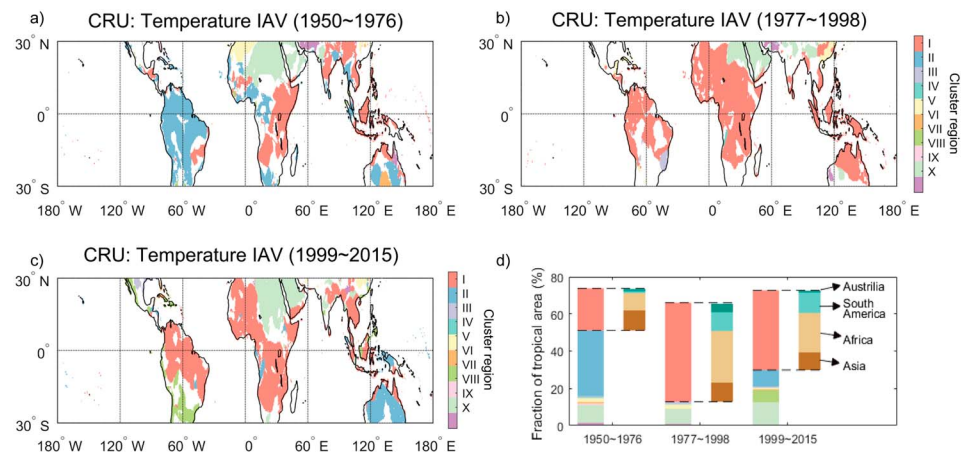 a) CRU: Temperature IAV (1950~1976)
30° N
0°
30° S
180° W 120° W 60° W 0° 60° E 120° E 180° E
b) CRU: Temperature IAV (1977~1998)
30° N
0°
30° S
180° W 120° W 60° W 0° 60° E 120° E 180° E
I
II
III
IV
V
VI
VII
VIII
IX
X
Cluster region
c) CRU: Temperature IAV (1999~2015)
30° N
0°
30° S
180° W 120° W 60° W 0° 60° E 120° E 180° E
I
II
III
IV
V
VI
VII
VIII
IX
X
Cluster region
d)
Fraction of tropical area (%)
80
60
40
20
0
1950~1976 1977~1998 1999~2015
Austrilia
South
America
Africa
Asia